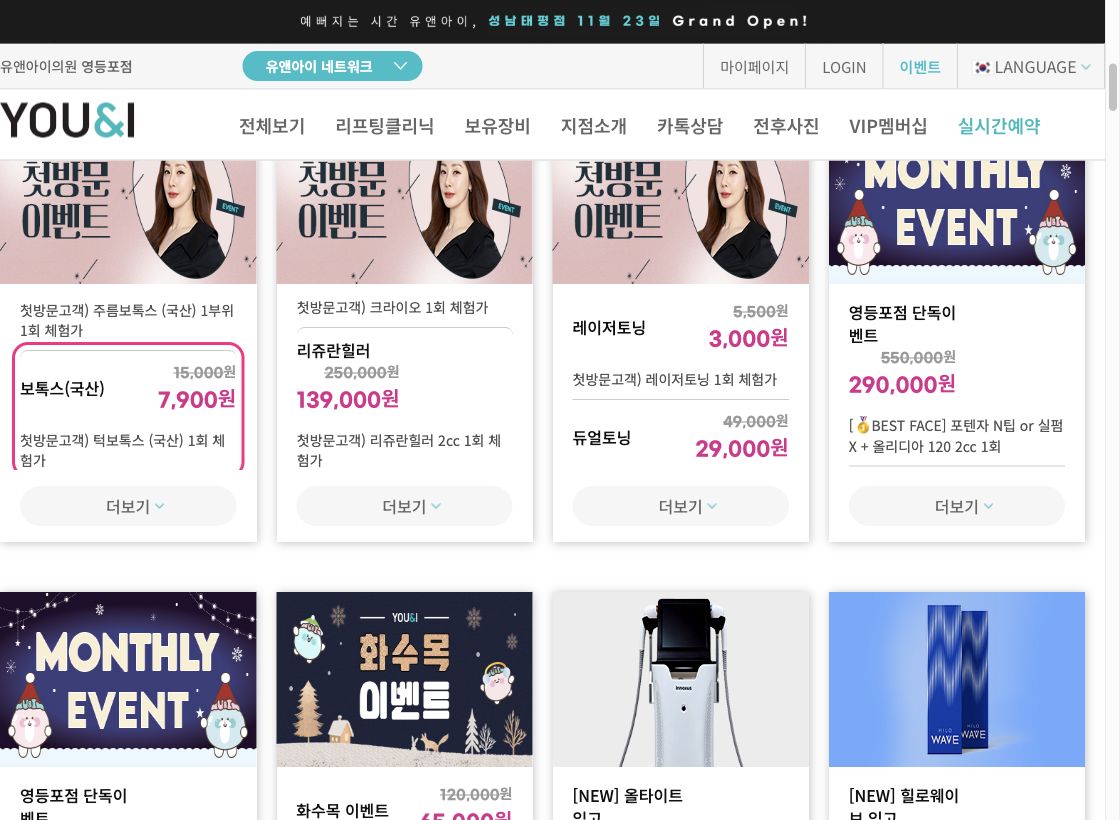 예뻐지는 시간 유앤아이, 성남태평점 11월 23일 Grand Open!
유앤아이의원 영등포점
유앤아이 네트워크
마이페이지
LOGIN
이벤트
LANGUAGE
YOU&I
전체보기
리프팅클리닉
보유장비
지점소개
카톡상담
전후사진
VIP멤버십
실시간예약
첫방문
이벤트
EVENT
첫방문고객) 주름보톡스 (국산) 1부위
1회 체험가
15,000원
보톡스(국산)
7,900원
첫방문고객) 턱보톡스 (국산) 1회 체
험가
더보기
첫방문
이벤트
EVENT
첫방문고객) 크라이오 1회 체험가
리쥬란힐러
250,000원
139,000원
첫방문고객) 리쥬란힐러 2cc 1회 체
험가
더보기
첫방문
이벤트
EVENT
5,500원
레이저토닝
3,000원
첫방문고객) 레이저토닝 1회 체험가
49,000원
듀얼토닝
29,000원
더보기
MONTHLY
EVENT
영등포점 단독이
벤트
550,000원
290,000원
[🥇BEST FACE] 포텐자 N팁 or 실펌
X + 올리디아 120 2cc 1회
더보기
MONTHLY
EVENT
영등포점 단독이
벤트
YOU&I
화수목
이벤트
120,000원
화수목 이벤트
65,000원
innosus
[NEW] 올타이트
입고
HILO
WAVE
HILO
WAVE
[NEW] 힐로웨이
브 입고